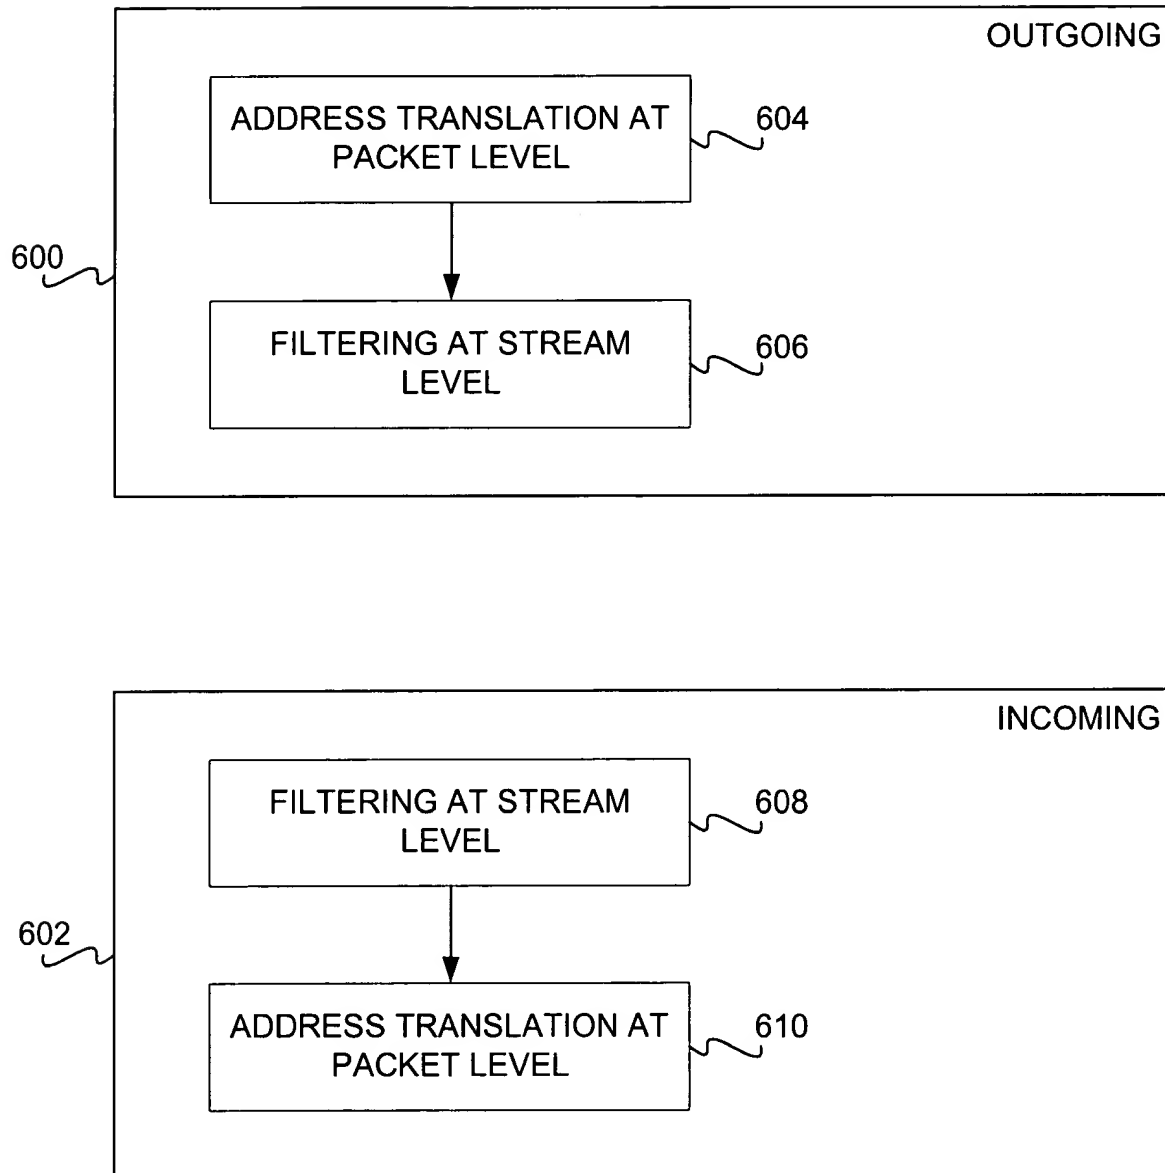 OUTGOING
ADDRESS TRANSLATION AT
PACKET LEVEL
604
600
FILTERING AT STREAM
LEVEL
606
INCOMING
FILTERING AT STREAM
LEVEL
608
602
ADDRESS TRANSLATION AT
PACKET LEVEL
610